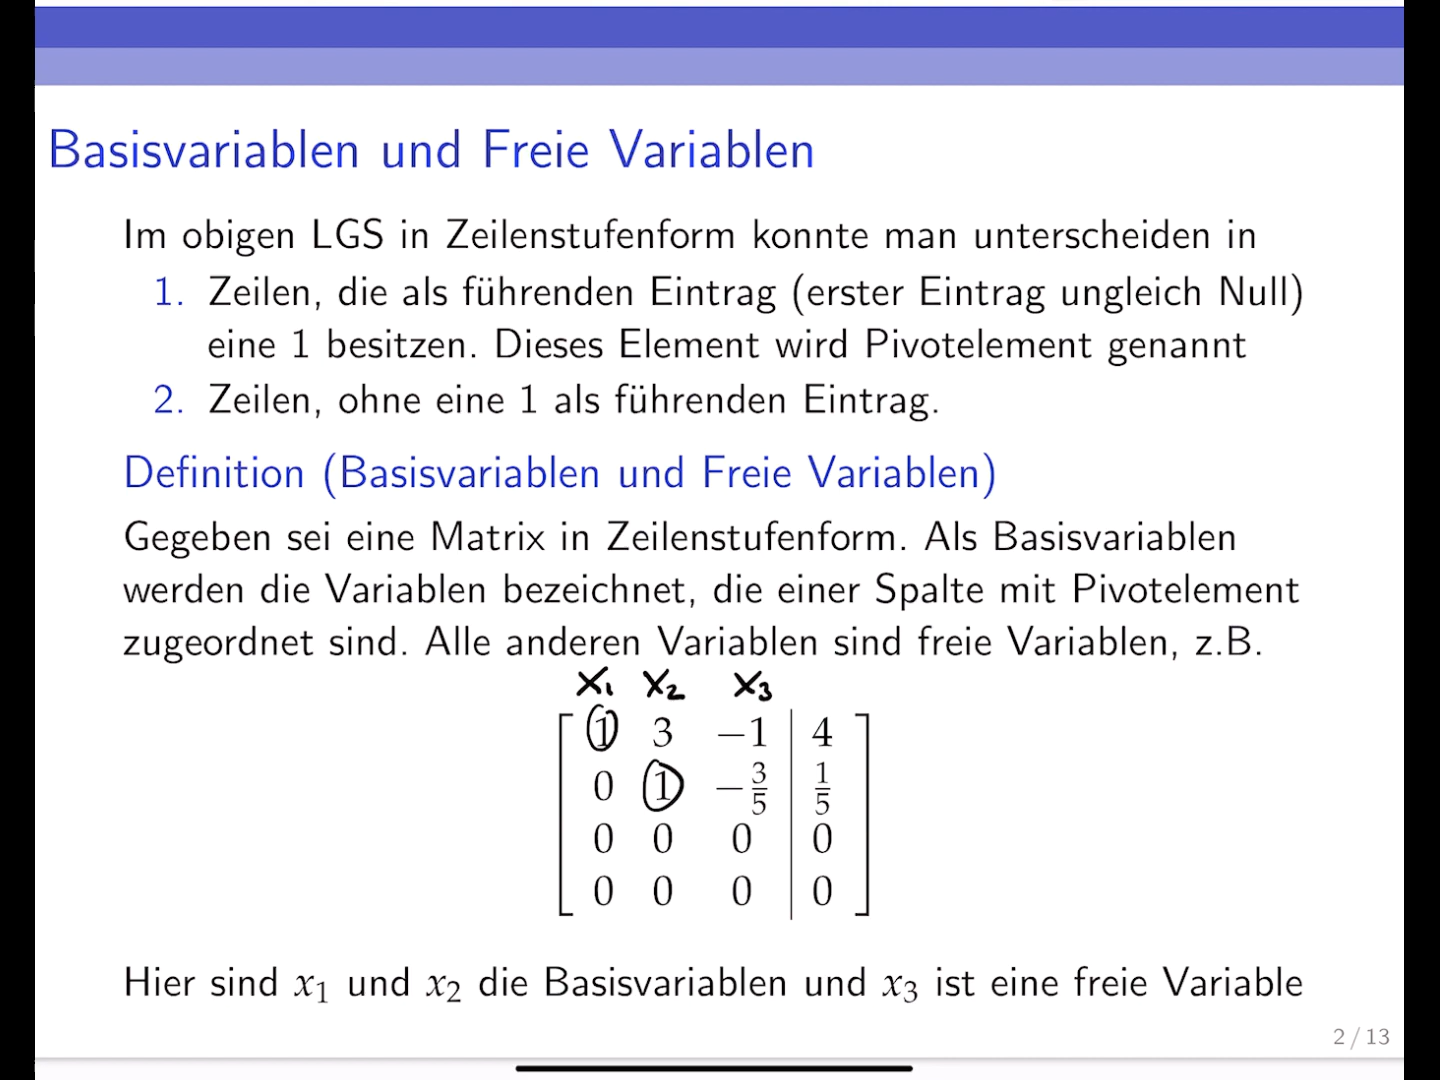 Basisvariablen und Freie Variablen
Im obigen LGS in Zeilenstufenform konnte man unterscheiden in
1. Zeilen, die als führenden Eintrag (erster Eintrag ungleich Null)
eine 1 besitzen. Dieses Element wird Pivotelement genannt
2. Zeilen, ohne eine 1 als führenden Eintrag.
Definition (Basisvariablen und Freie Variablen)
Gegeben sei eine Matrix in Zeilenstufenform. Als Basisvariablen
werden die Variablen bezeichnet, die einer Spalte mit Pivotelement
zugeordnet sind. Alle anderen Variablen sind freie Variablen, z.B.
x₁ x₂ x₃
1 3 −1 | 4
0 1 −3/5 | 1/5
0 0 0 | 0
0 0 0 | 0
Hier sind x₁ und x₂ die Basisvariablen und x₃ ist eine freie Variable
2 / 13